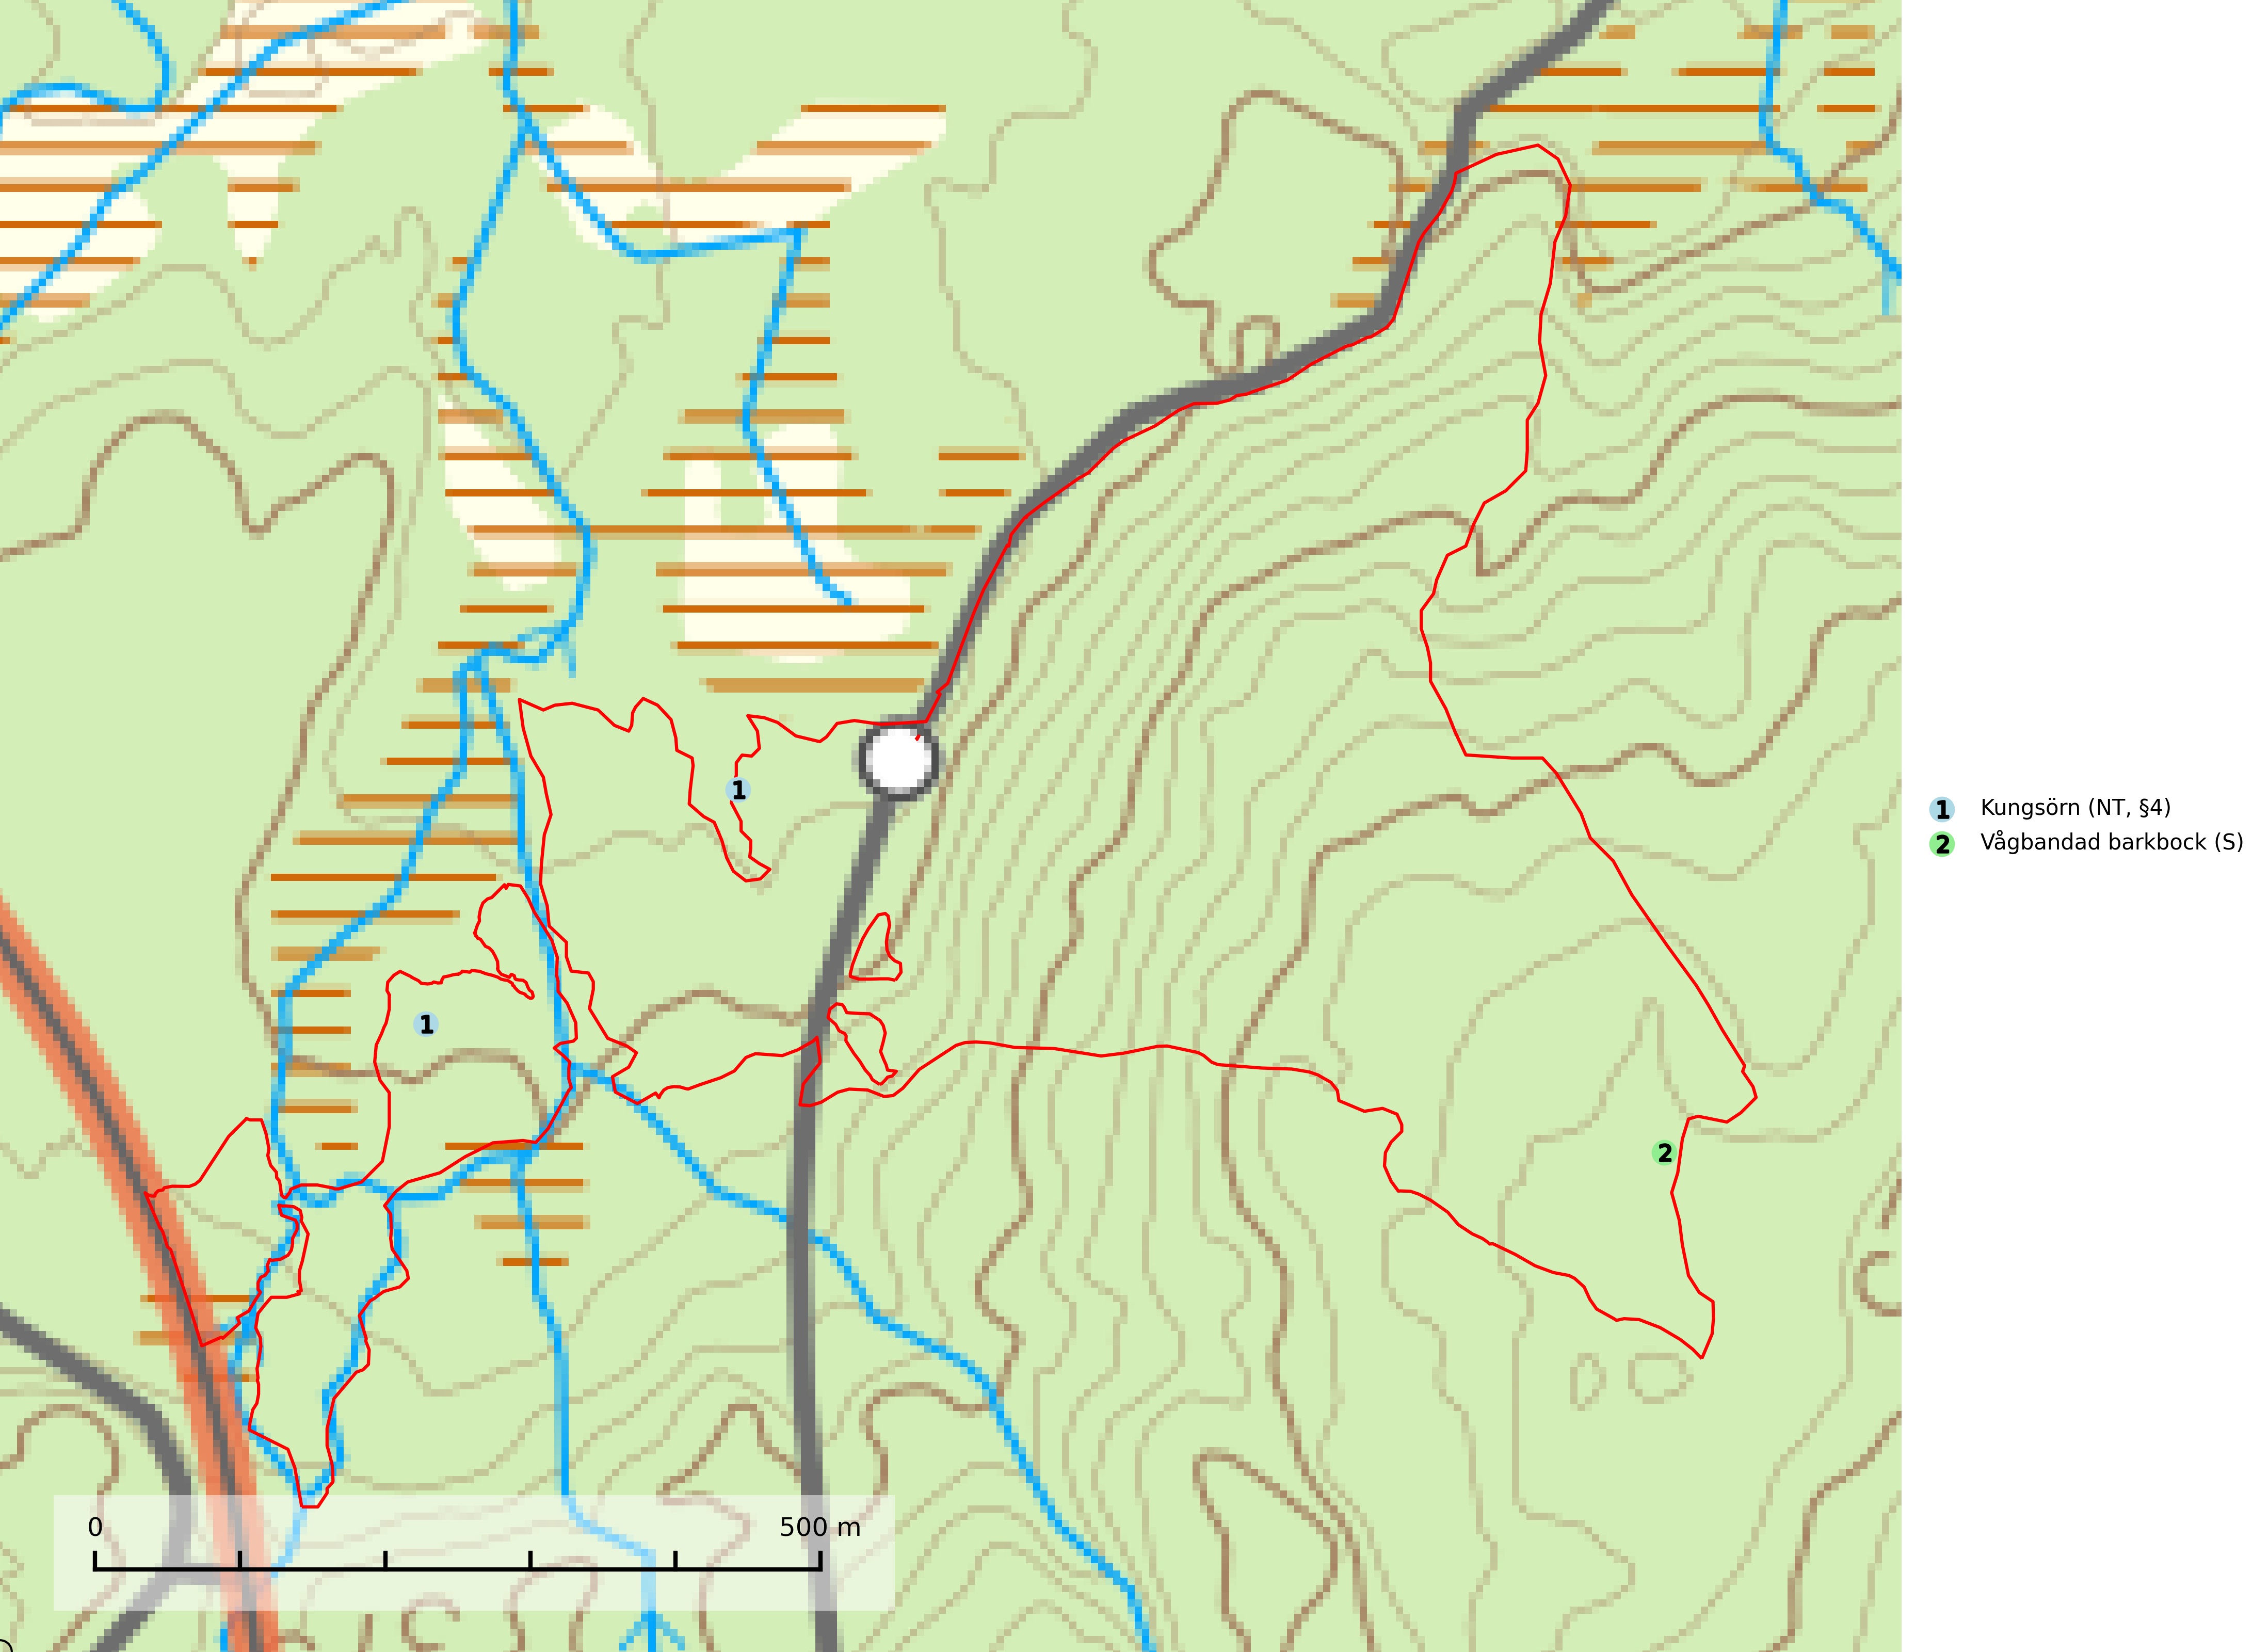 1
1
2
1 Kungsörn (NT, §4)
2 Vågbandad barkbock (S)
0 500 m